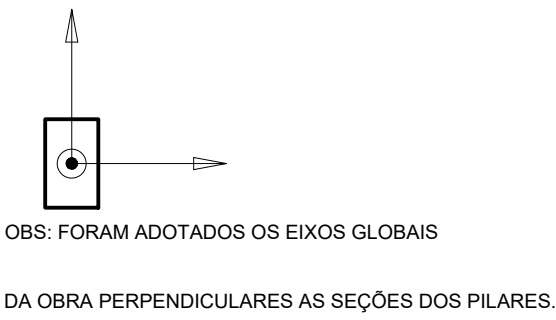 OBS: FORAM ADOTADOS OS EIXOS GLOBAIS
DA OBRA PERPENDICULARES AS SEÇÕES DOS PILARES.